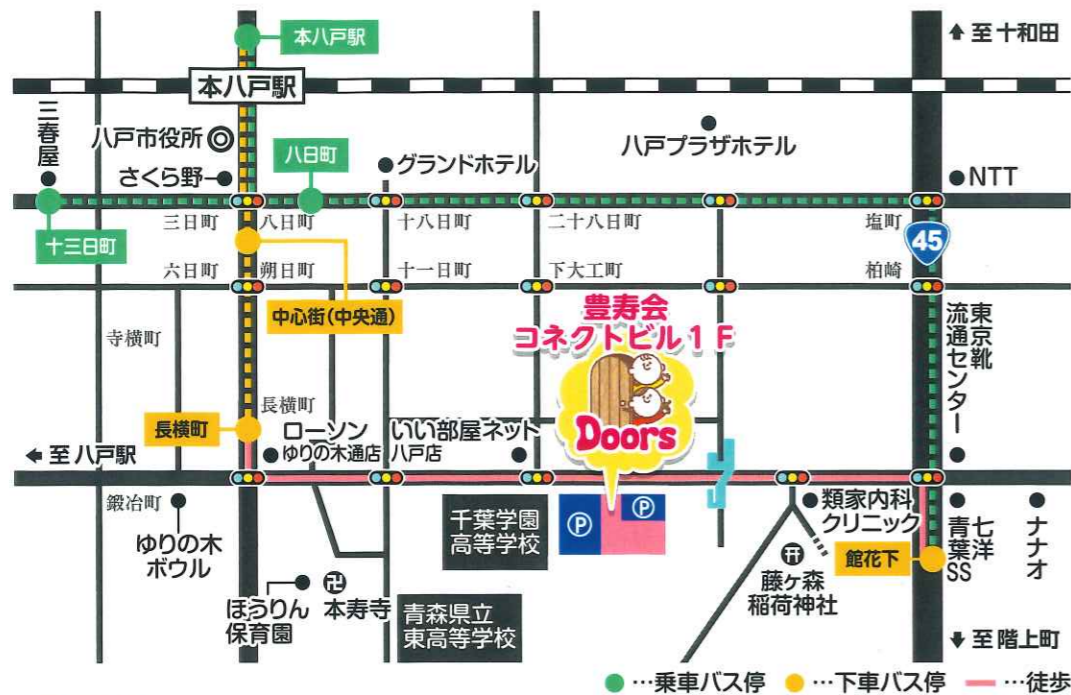 本八戸駅
至十和田
本八戸駅
三春屋
八戸市役所
八日町
グランドホテル
八戸プラザホテル
さくら野
NTT
三日町
八日町
十八日町
二十八日町
塩町
十三日町
45
六日町
朔日町
十一日町
下大工町
柏崎
中心街(中央通)
豊寿会
コネクトビル1F
Doors
東京靴
流通センター
寺横町
長横町
長横町
ローソン
ゆりの木通店
いい部屋ネット
八戸店
至八戸駅
鍛冶町
ゆりの木
ボウル
千葉学園
高等学校
P
P
類家内科
クリニック
館花下
七洋
青葉SS
ナナオ
藤ヶ森
稲荷神社
ほうりん
保育園
卍
本寿寺
青森県立
東高等学校
至階上町
…乗車バス停
…下車バス停
…徒歩